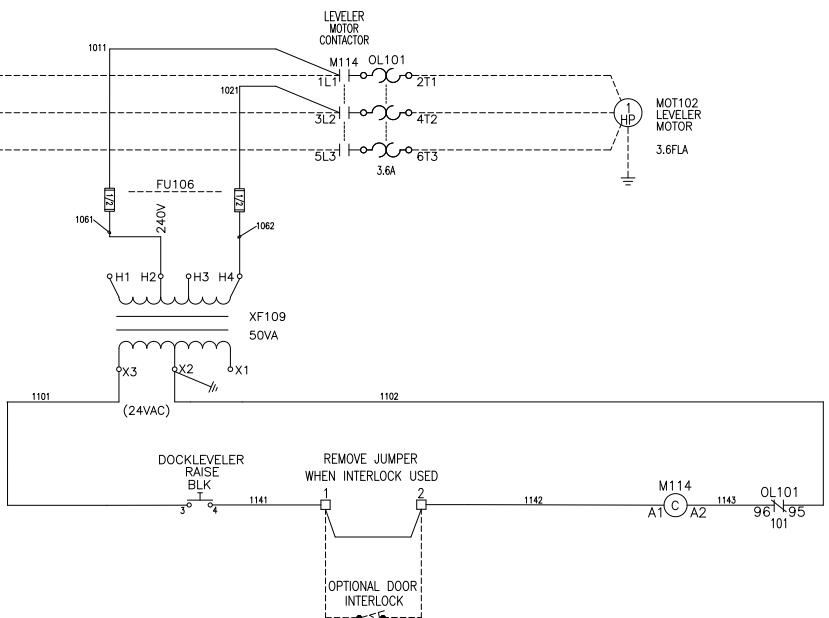 LEVELER
MOTOR
CONTACTOR
1011
M114
OL101
1L1
2T1
1021
3L2
4T2
1
HP
MOT102
LEVELER
MOTOR
3.6FLA
5L3
6T3
3.6A
FU106
1/2
1/2
240V
1061
1062
H1
H2
H3
H4
XF109
50VA
X3
X2
X1
1101
(24VAC)
1102
DOCKLEVELER
RAISE
BLK
3
4
1141
REMOVE JUMPER
WHEN INTERLOCK USED
1
2
1142
M114
A1
C
A2
1143
OL101
96
95
101
OPTIONAL DOOR
INTERLOCK